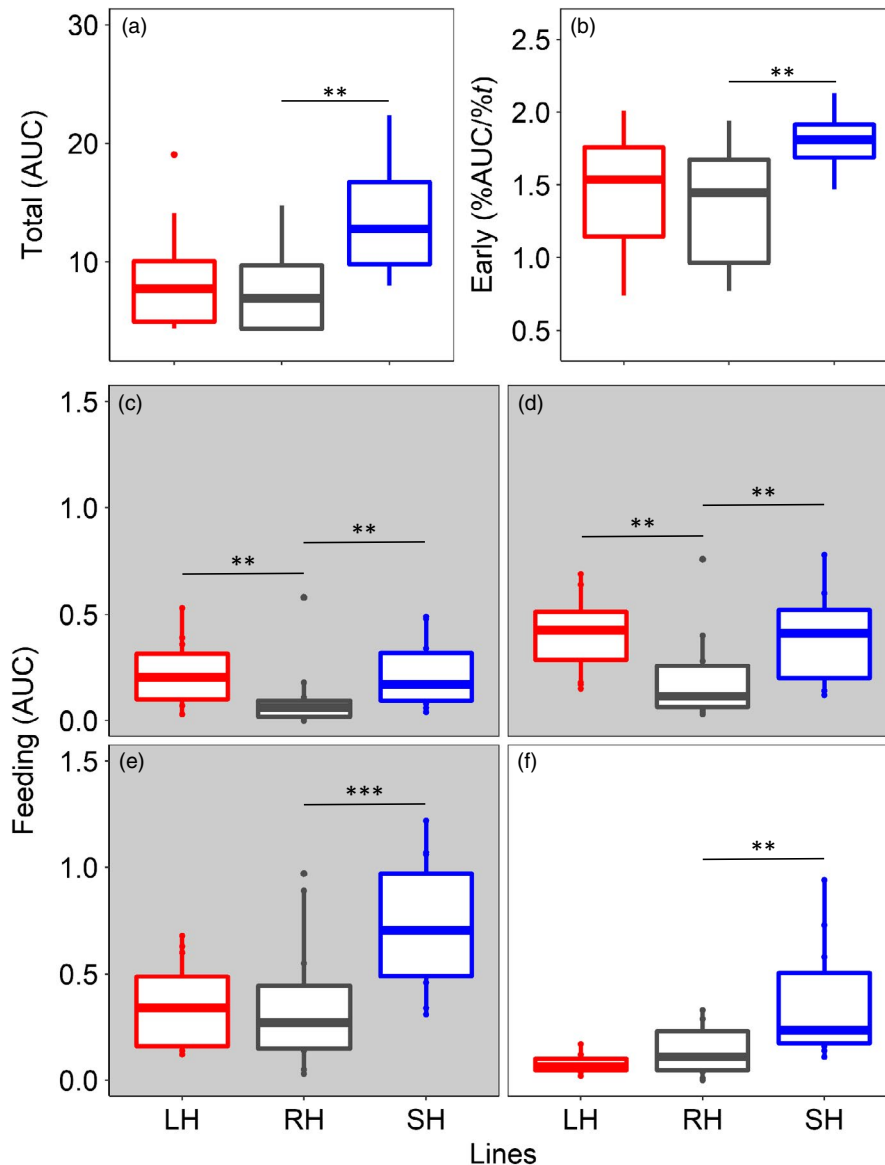 (a)
30
20
10
Total (AUC)
**
(b)
2.5
2.0
1.5
1.0
0.5
Early (%AUC/%t)
**
Feeding (AUC)
(c)
1.5
1.0
0.5
0.0
**
**
(d)
**
**
(e)
1.5
1.0
0.5
0.0
***
(f)
**
LH RH SH
LH RH SH
Lines